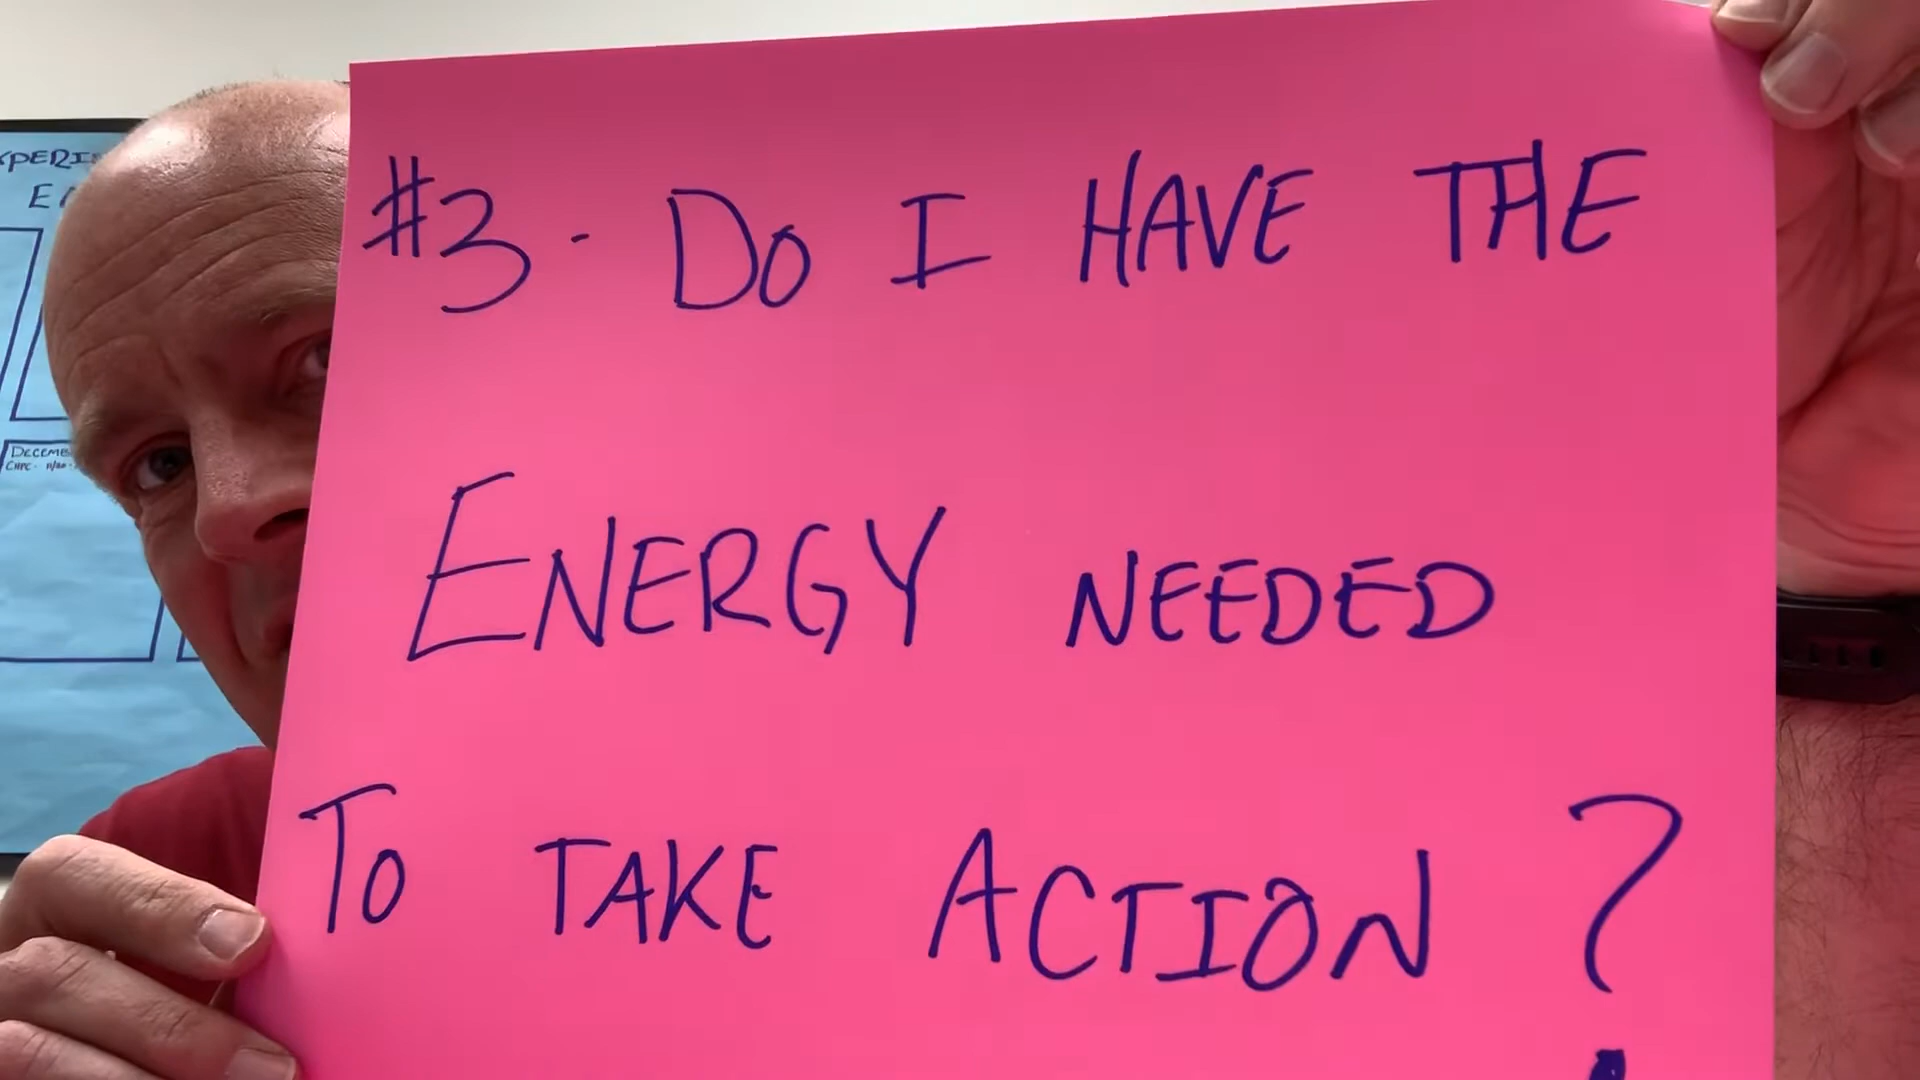 #3 - DO I HAVE THE
ENERGY NEEDED
TO TAKE ACTION?